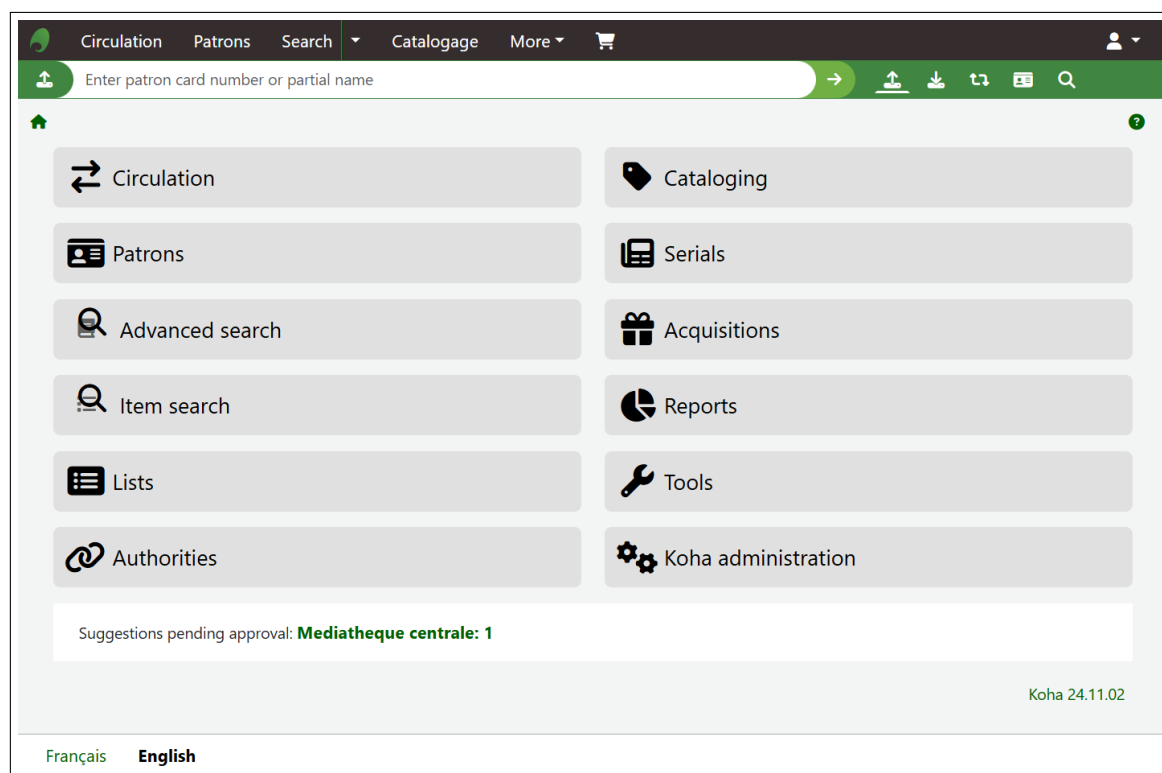 Circulation Patrons Search Catalogage More
Enter patron card number or partial name
Circulation
Cataloging
Patrons
Serials
Advanced search
Acquisitions
Item search
Reports
Lists
Tools
Authorities
Koha administration
Suggestions pending approval: Mediatheque centrale: 1
Koha 24.11.02
Français English